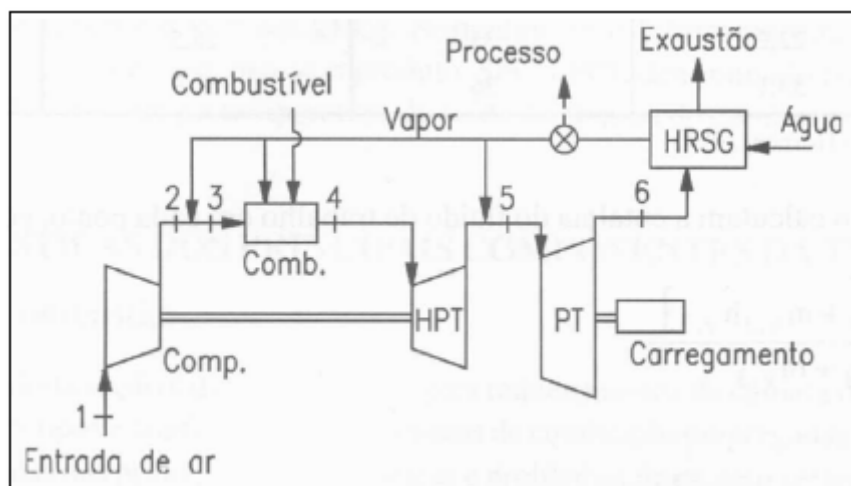 Processo
Exaustão
Combustível
Vapor
HRSG
Água
2
3
4
5
6
Comb.
HPT
PT
Comp.
Carregamento
1
Entrada de ar